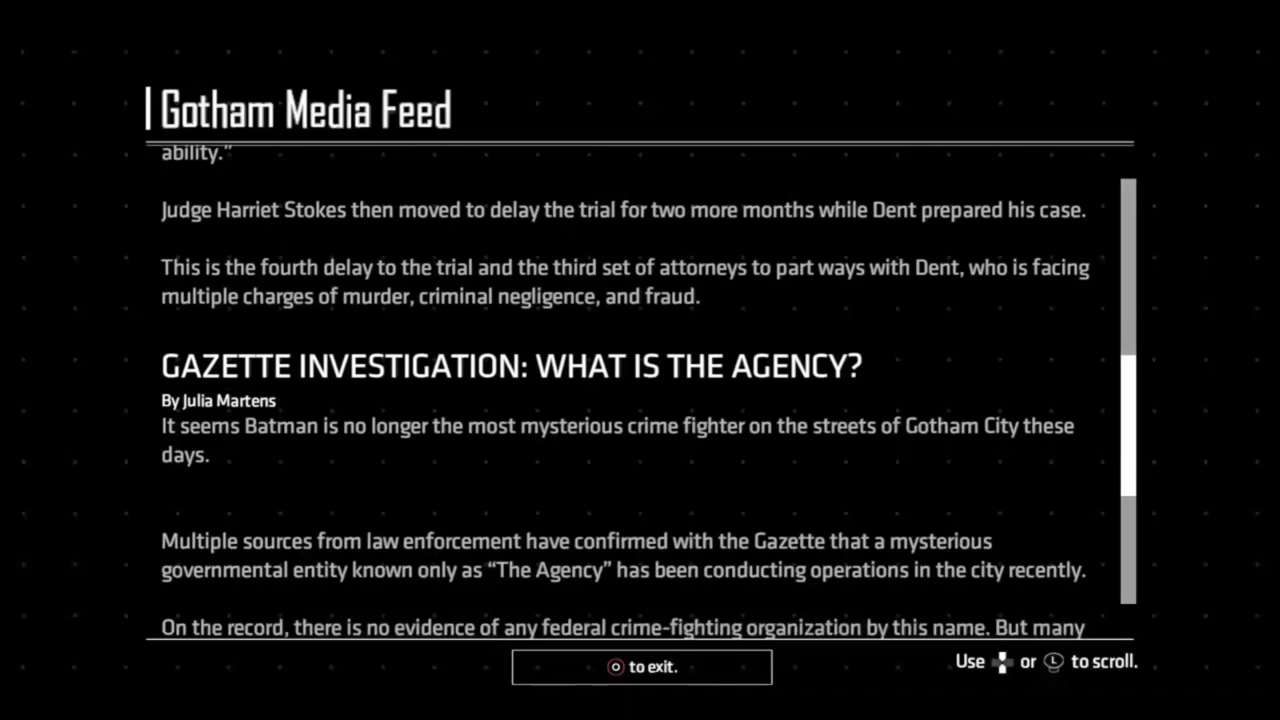 Gotham Media Feed
ability.”
Judge Harriet Stokes then moved to delay the trial for two more months while Dent prepared his case.
This is the fourth delay to the trial and the third set of attorneys to part ways with Dent, who is facing
multiple charges of murder, criminal negligence, and fraud.
GAZETTE INVESTIGATION: WHAT IS THE AGENCY?
By Julia Martens
It seems Batman is no longer the most mysterious crime fighter on the streets of Gotham City these
days.
Multiple sources from law enforcement have confirmed with the Gazette that a mysterious
governmental entity known only as “The Agency” has been conducting operations in the city recently.
On the record, there is no evidence of any federal crime-fighting organization by this name. But many
to exit.
Use or L to scroll.